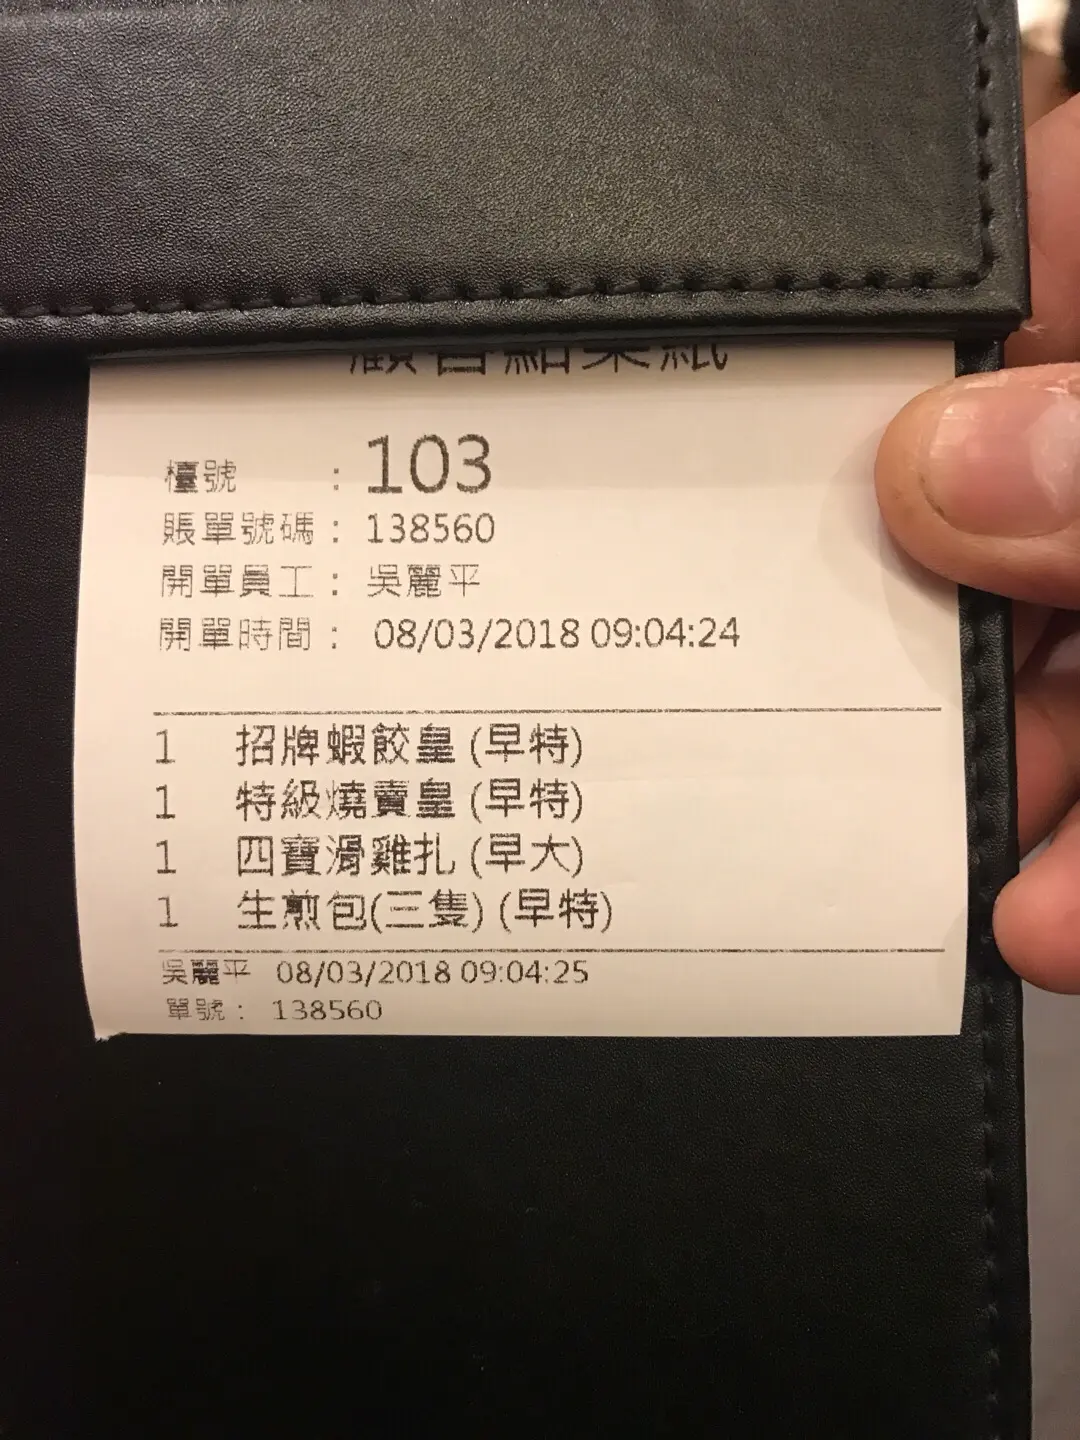 檯號 : 103
賬單號碼 : 138560
開單員工 : 吳麗平
開單時間 : 08/03/2018 09:04:24
1 招牌蝦餃皇 (早特)
1 特級燒賣皇 (早特)
1 四寶滑雞扎 (早大)
1 生煎包(三隻) (早特)
吳麗平 08/03/2018 09:04:25
單號 : 138560